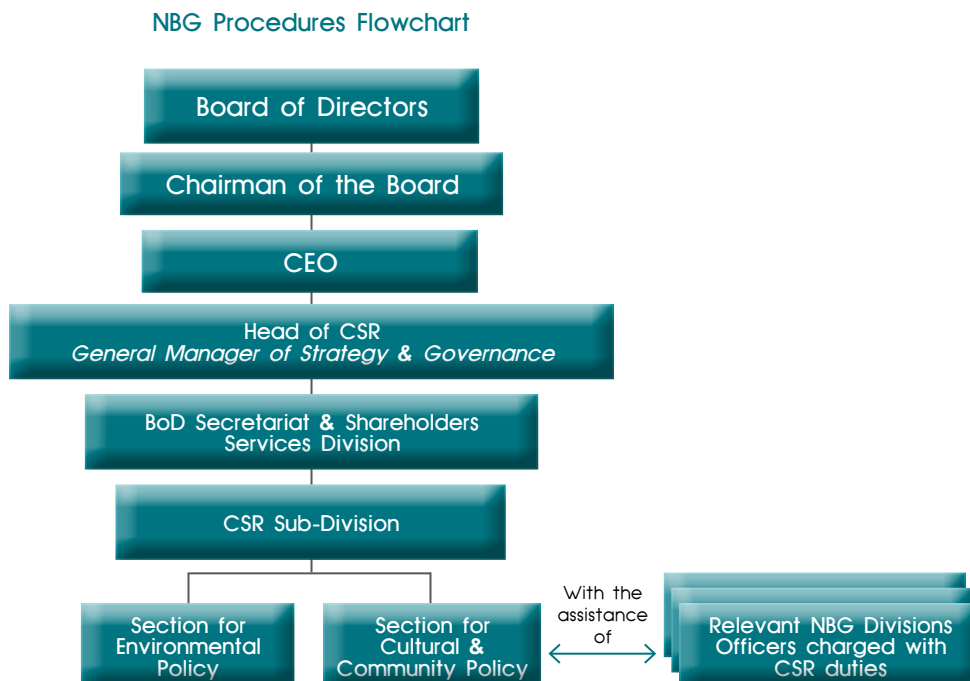 NBG Procedures Flowchart
Board of Directors
Chairman of the Board
CEO
Head of CSR
General Manager of Strategy & Governance
BoD Secretariat & Shareholders
Services Division
CSR Sub-Division
Section for
Environmental
Policy
Section for
Cultural &
Community Policy
With the
assistance
of
Relevant NBG Divisions
Officers charged with
CSR duties